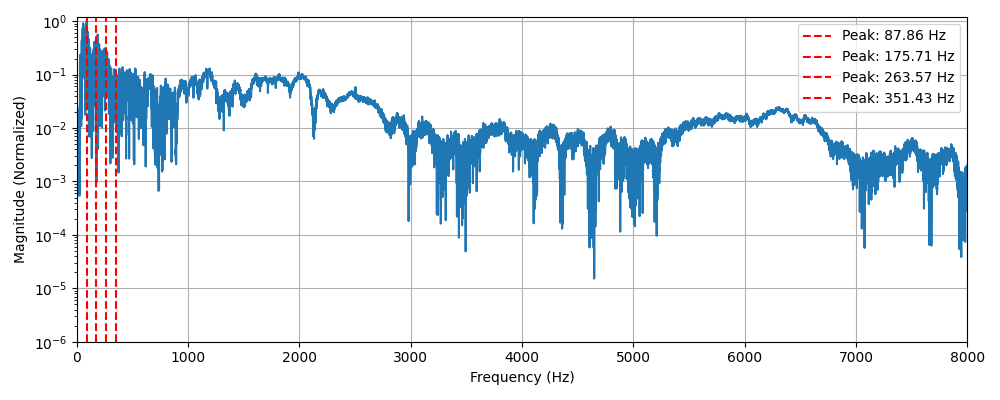 10⁰
10⁻¹
10⁻²
10⁻³
10⁻⁴
10⁻⁵
10⁻⁶
Magnitude (Normalized)
Peak: 87.86 Hz
Peak: 175.71 Hz
Peak: 263.57 Hz
Peak: 351.43 Hz
0 1000 2000 3000 4000 5000 6000 7000 8000
Frequency (Hz)